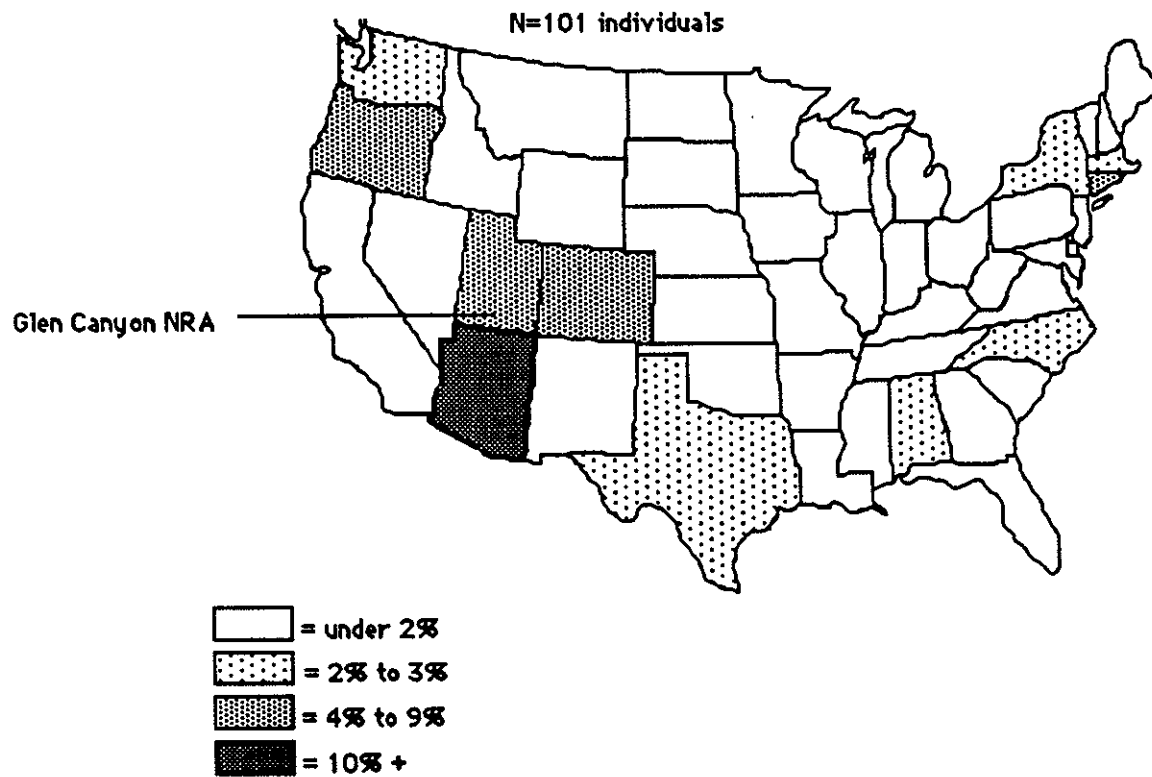 N=101 individuals
Glen Canyon NRA
= under 2%
= 2% to 3%
= 4% to 9%
= 10% +